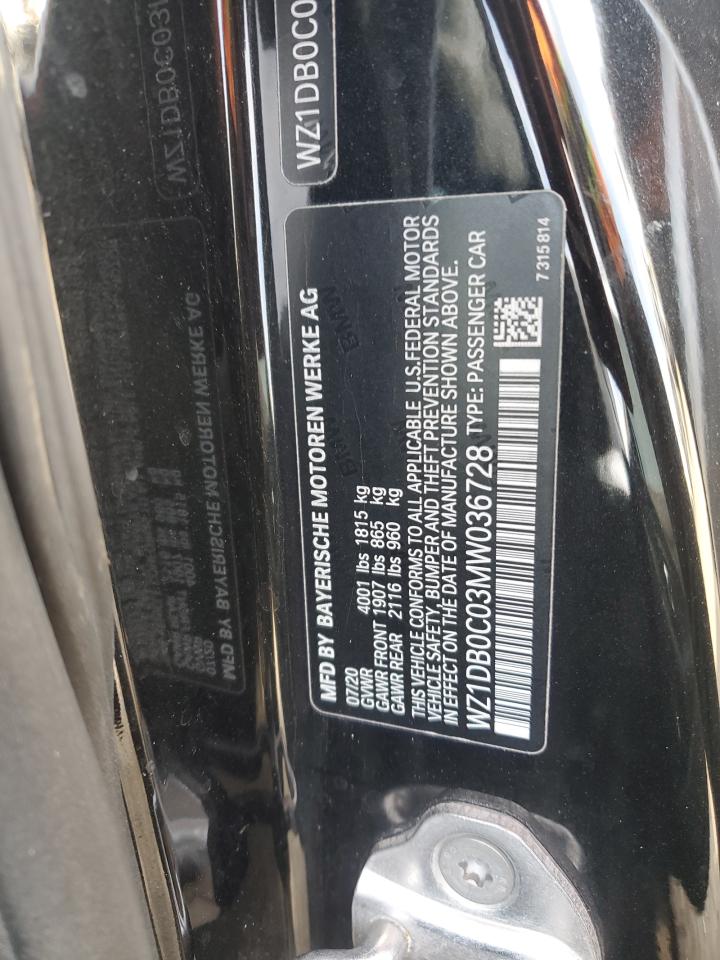 WZ1DB0C0
MFD BY BAYERISCHE MOTOREN WERKE AG
07/20
GVWR 4001 lbs 1815 kg
GAWR FRONT 1907 lbs 865 kg
GAWR REAR 2116 lbs 960 kg
THIS VEHICLE CONFORMS TO ALL APPLICABLE U.S.FEDERAL MOTOR
VEHICLE SAFETY, BUMPER AND THEFT PREVENTION STANDARDS
IN EFFECT ON THE DATE OF MANUFACTURE SHOWN ABOVE.
WZ1DB0C03MW036728 TYPE: PASSENGER CAR
7315814